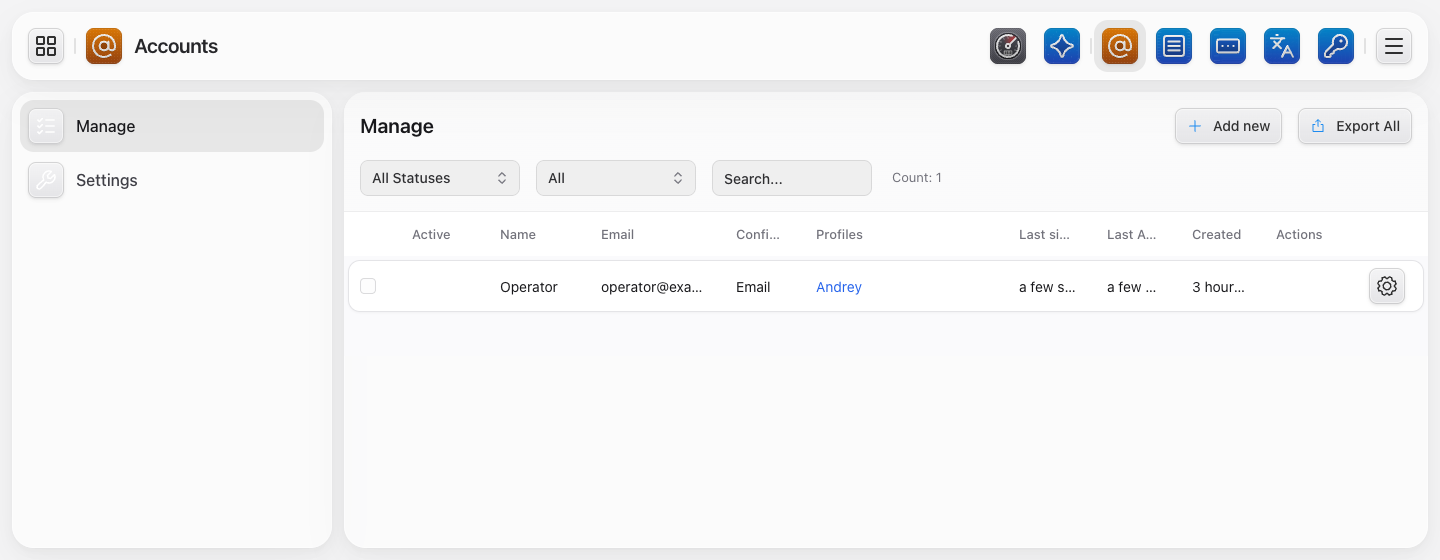 Accounts
Manage
Settings
Manage
Add new
Export All
All Statuses
All
Search...
Count: 1
Active Name Email Confi... Profiles Last si... Last A... Created Actions
Operator operator@exa... Email Andrey a few s... a few ... 3 hour...